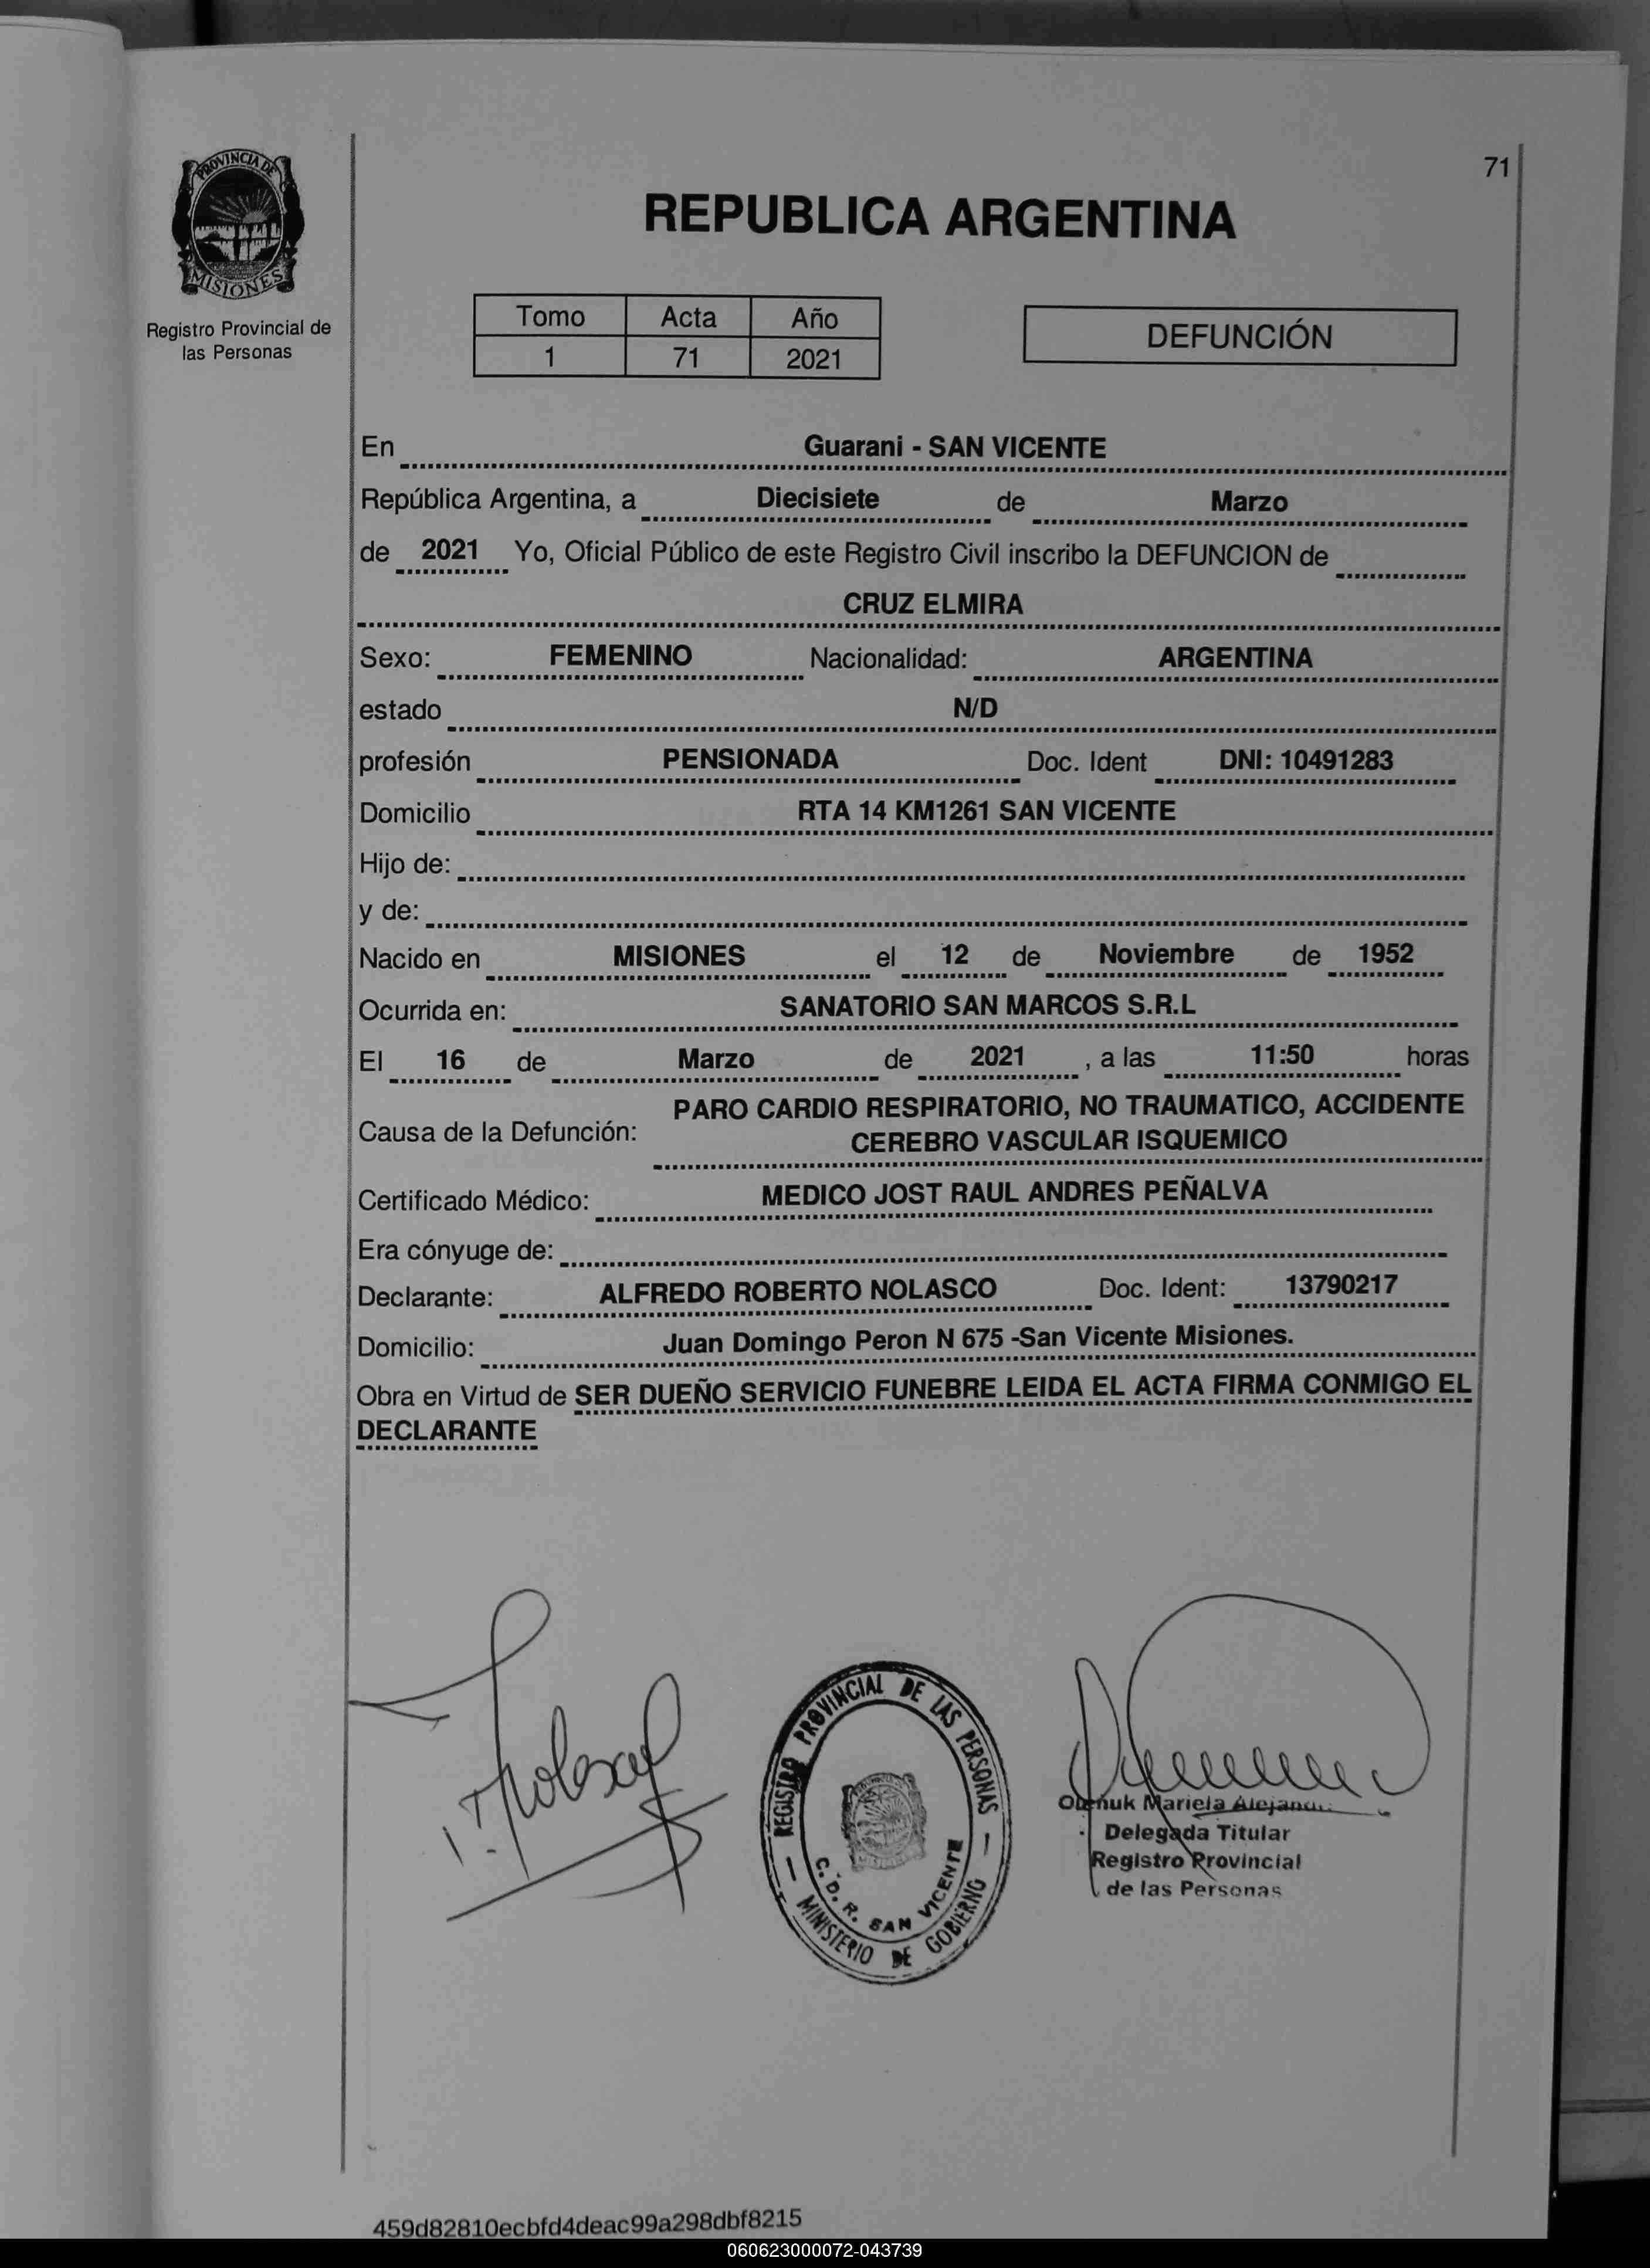 71
PROVINCIA DE
MISIONES
Registro Provincial de
las Personas
REPUBLICA ARGENTINA
Tomo Acta Año
1 71 2021
DEFUNCIÓN
En Guarani - SAN VICENTE
República Argentina, a Diecisiete de Marzo
de 2021 Yo, Oficial Público de este Registro Civil inscribo la DEFUNCION de
CRUZ ELMIRA
Sexo: FEMENINO Nacionalidad: ARGENTINA
estado N/D
profesión PENSIONADA Doc. Ident DNI: 10491283
Domicilio RTA 14 KM1261 SAN VICENTE
Hijo de:
y de:
Nacido en MISIONES el 12 de Noviembre de 1952
Ocurrida en: SANATORIO SAN MARCOS S.R.L
El 16 de Marzo de 2021 , a las 11:50 horas
Causa de la Defunción: PARO CARDIO RESPIRATORIO, NO TRAUMATICO, ACCIDENTE
CEREBRO VASCULAR ISQUEMICO
Certificado Médico: MEDICO JOST RAUL ANDRES PEÑALVA
Era cónyuge de:
Declarante: ALFREDO ROBERTO NOLASCO Doc. Ident: 13790217
Domicilio: Juan Domingo Peron N 675 -San Vicente Misiones.
Obra en Virtud de SER DUEÑO SERVICIO FUNEBRE LEIDA EL ACTA FIRMA CONMIGO EL
DECLARANTE
REGISTRO PROVINCIAL DE LAS PERSONAS
C. D. R. SAN VICENTE
MINISTERIO DE GOBIERNO
Mariela
Delegada Titular
Registro Provincial
de las Personas
459d82810ecbfd4deac99a298dbf8215
060623000072-043739